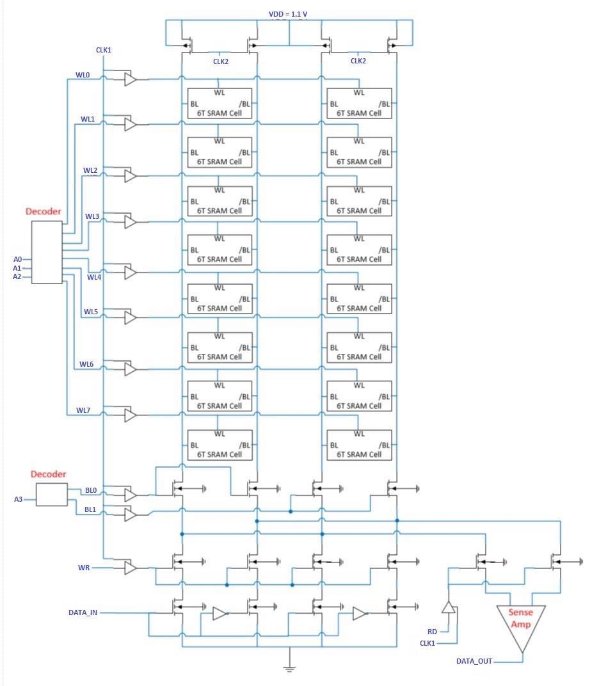 VDD = 1.1 V
CLK1
CLK2
CLK2
WL0
WL
WL
BL /BL
6T SRAM Cell
BL /BL
6T SRAM Cell
WL1
WL
WL
BL /BL
6T SRAM Cell
BL /BL
6T SRAM Cell
WL2
WL
WL
BL /BL
6T SRAM Cell
BL /BL
6T SRAM Cell
Decoder
WL3
WL
WL
BL /BL
6T SRAM Cell
BL /BL
6T SRAM Cell
A0
A1
A2
WL4
WL
WL
BL /BL
6T SRAM Cell
BL /BL
6T SRAM Cell
WL5
WL
WL
BL /BL
6T SRAM Cell
BL /BL
6T SRAM Cell
WL6
WL
WL
BL /BL
6T SRAM Cell
BL /BL
6T SRAM Cell
WL7
WL
WL
BL /BL
6T SRAM Cell
BL /BL
6T SRAM Cell
Decoder
BL0
A3
BL1
WR
DATA_IN
RD
CLK1
Sense
Amp
DATA_OUT